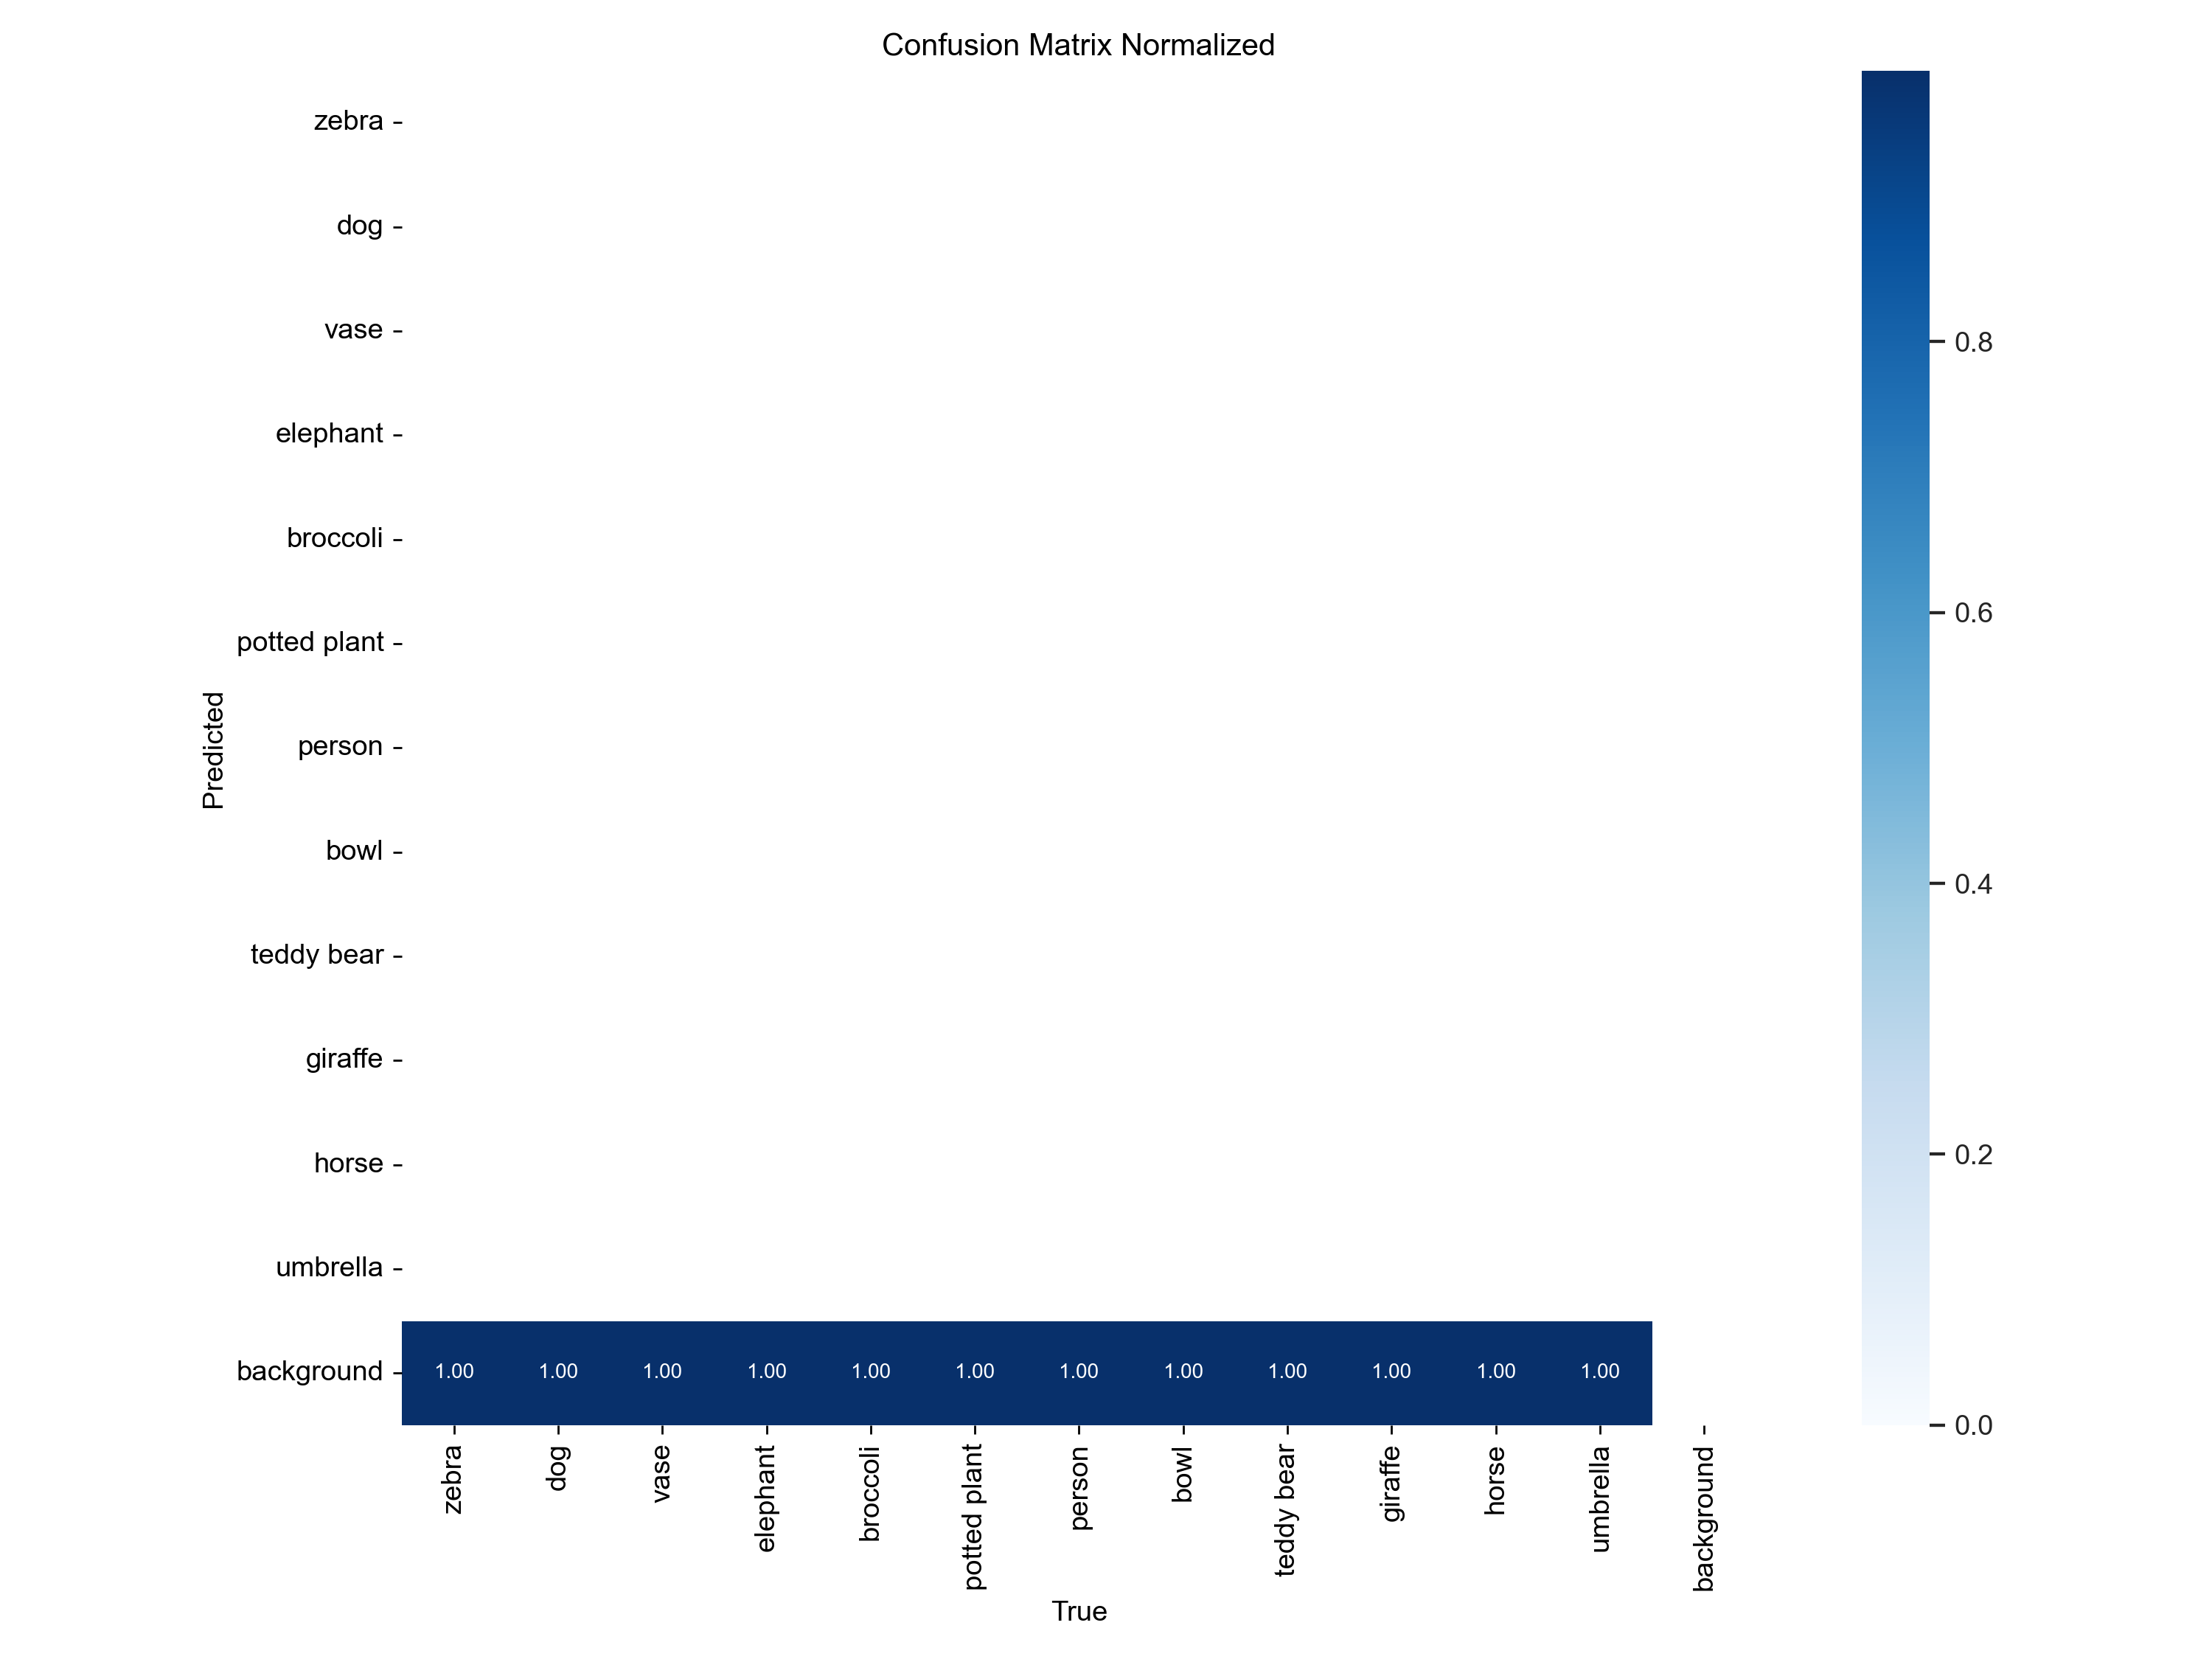 Confusion Matrix Normalized
zebra
dog
vase
elephant
broccoli
potted plant
person
bowl
teddy bear
giraffe
horse
umbrella
background
Predicted
1.00 1.00 1.00 1.00 1.00 1.00 1.00 1.00 1.00 1.00 1.00 1.00
zebra
dog
vase
elephant
broccoli
potted plant
person
bowl
teddy bear
giraffe
horse
umbrella
background
True
0.8
0.6
0.4
0.2
0.0